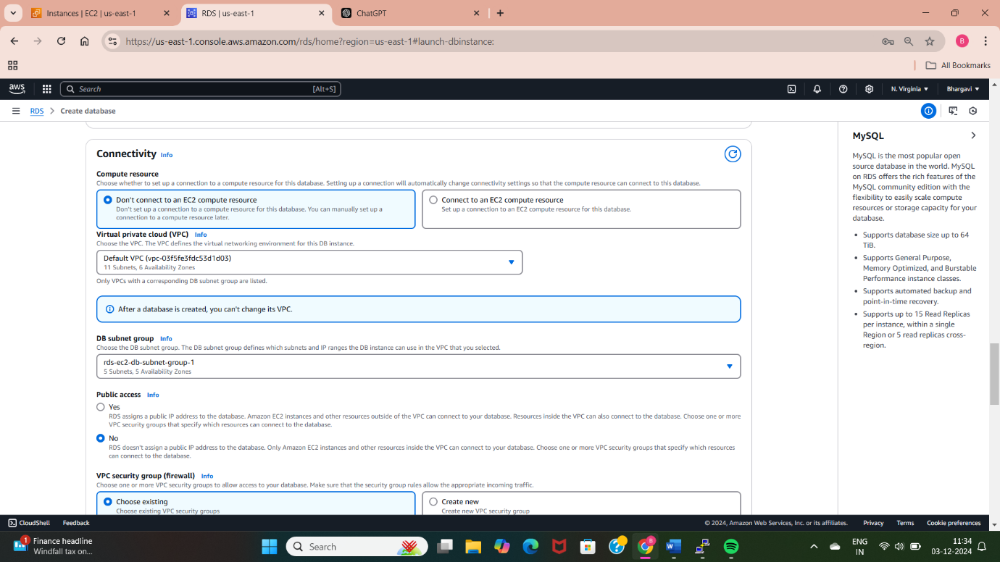 Instances | EC2 | us-east-1
RDS | us-east-1
ChatGPT
https://us-east-1.console.aws.amazon.com/rds/home?region=us-east-1#launch-dbinstance:
B
All Bookmarks
aws
Search
[Alt+S]
N. Virginia
Bhargavi
RDS
Create database
Connectivity Info
Compute resource
Choose whether to set up a connection to a compute resource for this database. Setting up a connection will automatically change connectivity settings so that the compute resource can connect to this database.
Don't connect to an EC2 compute resource
Don't set up a connection to a compute resource for this database. You can manually set up a
connection to a compute resource later.
Connect to an EC2 compute resource
Set up a connection to an EC2 compute resource for this database.
Virtual private cloud (VPC) Info
Choose the VPC. The VPC defines the virtual networking environment for this DB instance.
Default VPC (vpc-03f5fe3fdc53d1d03)
11 Subnets, 6 Availability Zones
Only VPCs with a corresponding DB subnet group are listed.
After a database is created, you can't change its VPC.
DB subnet group Info
Choose the DB subnet group. The DB subnet group defines which subnets and IP ranges the DB instance can use in the VPC that you selected.
rds-ec2-db-subnet-group-1
5 Subnets, 5 Availability Zones
Public access Info
Yes
RDS assigns a public IP address to the database. Amazon EC2 instances and other resources outside of the VPC can connect to your database. Resources inside the VPC can also connect to the database. Choose one or more
VPC security groups that specify which resources can connect to the database.
No
RDS doesn't assign a public IP address to the database. Only Amazon EC2 instances and other resources inside the VPC can connect to your database. Choose one or more VPC security groups that specify which resources
can connect to the database.
VPC security group (firewall) Info
Choose one or more VPC security groups to allow access to your database. Make sure that the security group rules allow the appropriate incoming traffic.
Choose existing
Choose existing VPC security groups
Create new
Create new VPC security group
MySQL
MySQL is the most popular open
source database in the world. MySQL
on RDS offers the rich features of the
MySQL community edition with the
flexibility to easily scale compute
resources or storage capacity for your
database.
• Supports database size up to 64
TiB.
• Supports General Purpose,
Memory Optimized, and Burstable
Performance instance classes.
• Supports automated backup and
point-in-time recovery.
• Supports up to 15 Read Replicas
per instance, within a single
Region or 5 read replicas cross-
region.
CloudShell
Feedback
© 2024, Amazon Web Services, Inc. or its affiliates.
Privacy
Terms
Cookie preferences
1
Finance headline
Windfall tax on...
Search
B
ENG
IN
11:34
03-12-2024